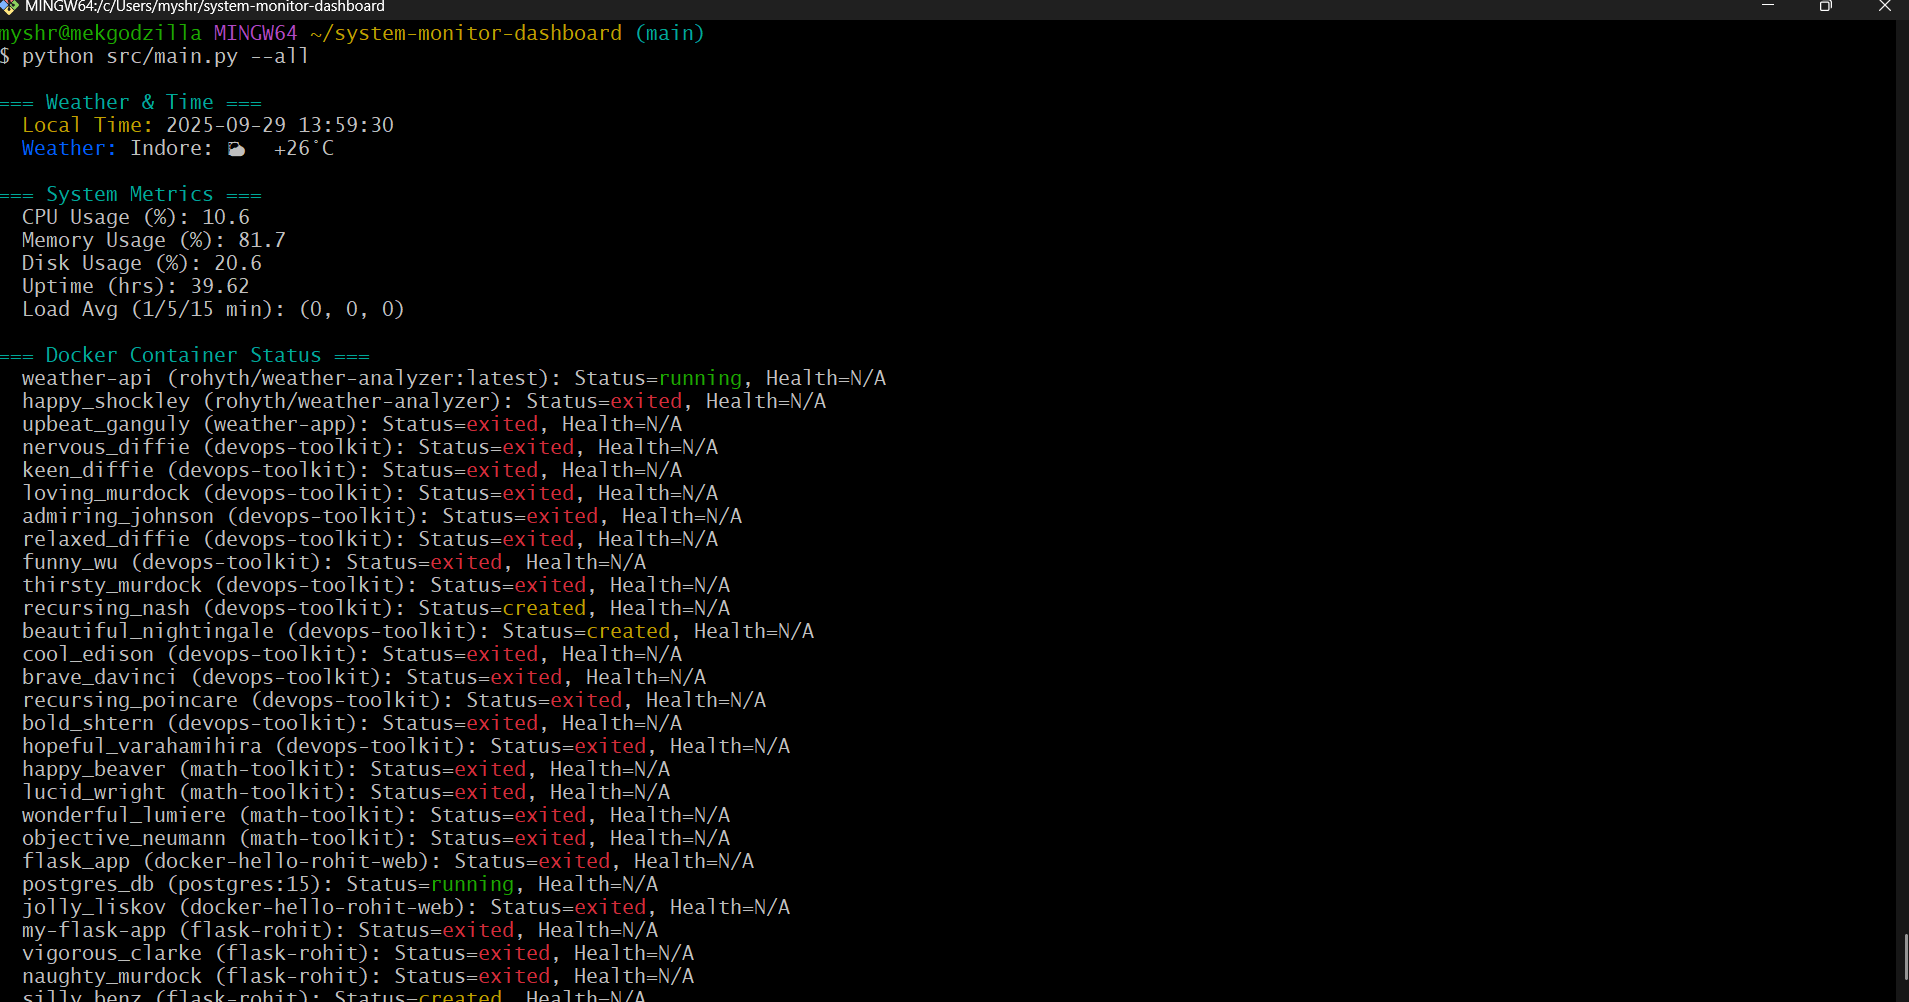 MINGW64:/c/Users/myshr/system-monitor-dashboard
myshr@mekgodzilla MINGW64 ~/system-monitor-dashboard (main)
$ python src/main.py --all
=== Weather & Time ===
Local Time: 2025-09-29 13:59:30
Weather: Indore: 🌥 +26°C
=== System Metrics ===
CPU Usage (%): 10.6
Memory Usage (%): 81.7
Disk Usage (%): 20.6
Uptime (hrs): 39.62
Load Avg (1/5/15 min): (0, 0, 0)
=== Docker Container Status ===
weather-api (rohyth/weather-analyzer:latest): Status=running, Health=N/A
happy_shockley (rohyth/weather-analyzer): Status=exited, Health=N/A
upbeat_ganguly (weather-app): Status=exited, Health=N/A
nervous_diffie (devops-toolkit): Status=exited, Health=N/A
keen_diffie (devops-toolkit): Status=exited, Health=N/A
loving_murdock (devops-toolkit): Status=exited, Health=N/A
admiring_johnson (devops-toolkit): Status=exited, Health=N/A
relaxed_diffie (devops-toolkit): Status=exited, Health=N/A
funny_wu (devops-toolkit): Status=exited, Health=N/A
thirsty_murdock (devops-toolkit): Status=exited, Health=N/A
recursing_nash (devops-toolkit): Status=created, Health=N/A
beautiful_nightingale (devops-toolkit): Status=created, Health=N/A
cool_edison (devops-toolkit): Status=exited, Health=N/A
brave_davinci (devops-toolkit): Status=exited, Health=N/A
recursing_poincare (devops-toolkit): Status=exited, Health=N/A
bold_shtern (devops-toolkit): Status=exited, Health=N/A
hopeful_varahamihira (devops-toolkit): Status=exited, Health=N/A
happy_beaver (math-toolkit): Status=exited, Health=N/A
lucid_wright (math-toolkit): Status=exited, Health=N/A
wonderful_lumiere (math-toolkit): Status=exited, Health=N/A
objective_neumann (math-toolkit): Status=exited, Health=N/A
flask_app (docker-hello-rohit-web): Status=exited, Health=N/A
postgres_db (postgres:15): Status=running, Health=N/A
jolly_liskov (docker-hello-rohit-web): Status=exited, Health=N/A
my-flask-app (flask-rohit): Status=exited, Health=N/A
vigorous_clarke (flask-rohit): Status=exited, Health=N/A
naughty_murdock (flask-rohit): Status=exited, Health=N/A
silly_benz (flask-rohit): Status=created, Health=N/A